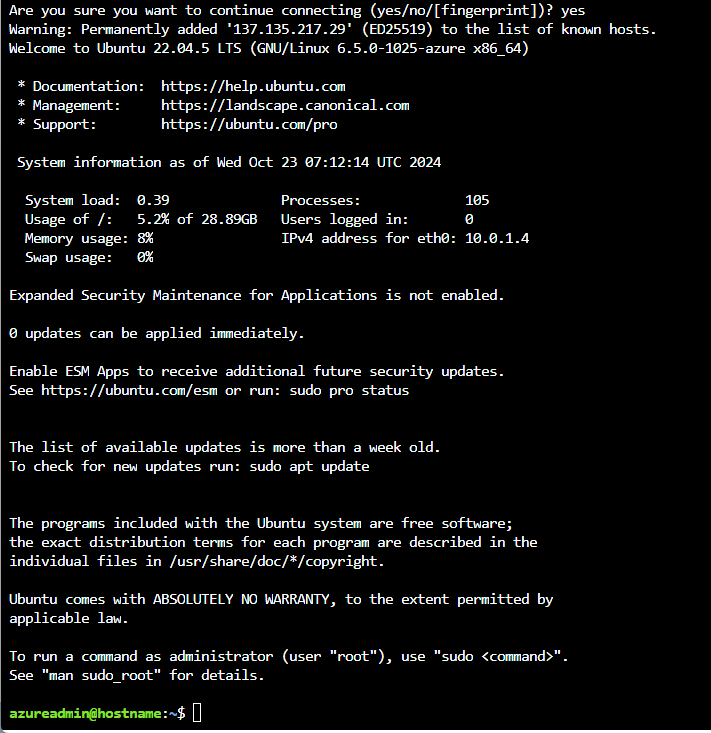 Are you sure you want to continue connecting (yes/no/[fingerprint])? yes
Warning: Permanently added '137.135.217.29' (ED25519) to the list of known hosts.
Welcome to Ubuntu 22.04.5 LTS (GNU/Linux 6.5.0-1025-azure x86_64)
* Documentation:  https://help.ubuntu.com
* Management:     https://landscape.canonical.com
* Support:        https://ubuntu.com/pro
System information as of Wed Oct 23 07:12:14 UTC 2024
System load:  0.39              Processes:             105
Usage of /:   5.2% of 28.89GB   Users logged in:       0
Memory usage: 8%                IPv4 address for eth0: 10.0.1.4
Swap usage:   0%
Expanded Security Maintenance for Applications is not enabled.
0 updates can be applied immediately.
Enable ESM Apps to receive additional future security updates.
See https://ubuntu.com/esm or run: sudo pro status
The list of available updates is more than a week old.
To check for new updates run: sudo apt update
The programs included with the Ubuntu system are free software;
the exact distribution terms for each program are described in the
individual files in /usr/share/doc/*/copyright.
Ubuntu comes with ABSOLUTELY NO WARRANTY, to the extent permitted by
applicable law.
To run a command as administrator (user "root"), use "sudo <command>".
See "man sudo_root" for details.
azureadmin@hostname:~$